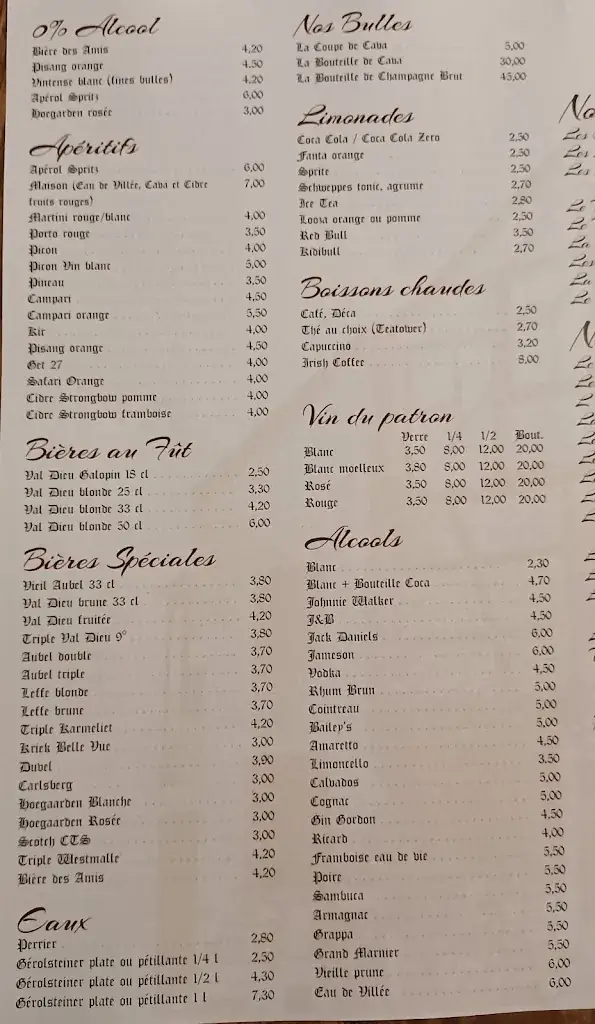 0% Alcool
Bière des Amis 4,20
Pisang orange 4,50
Vintense blanc (fines bulles) 4,20
Apérol Spritz 6,00
Hoegarden rosée 3,00
Apéritifs
Apérol Spritz 6,00
Maison (Eau de Villée, Cava et Cidre 7,00
fruits rouges)
Martini rouge/blanc 4,00
Porto rouge 3,50
Picon 4,00
Picon Vin blanc 5,00
Pineau 3,50
Campari 4,50
Campari orange 5,50
Kir 4,00
Pisang orange 4,50
Get 27 4,00
Safari Orange 4,00
Cidre Strongbow pomme 4,00
Cidre Strongbow framboise 4,00
Bières au Fût
Val Dieu Galopin 18 cl 2,50
Val Dieu blonde 25 cl 3,30
Val Dieu blonde 33 cl 4,20
Val Dieu blonde 50 cl 6,00
Bières Spéciales
Vieil Aubel 33 cl 3,80
Val Dieu brune 33 cl 3,80
Val Dieu fruitée 4,20
Triple Val Dieu 9° 3,80
Aubel double 3,70
Aubel triple 3,70
Leffe blonde 3,70
Leffe brune 3,70
Triple Karmeliet 4,20
Kriek Belle Vue 3,00
Duvel 3,90
Carlsberg 3,00
Hoegaarden Blanche 3,00
Hoegaarden Rosée 3,00
Scotch CTS 3,00
Triple Westmalle 4,20
Bière des Amis 4,20
Eaux
Perrier 2,80
Gérolsteiner plate ou pétillante 1/4 l 2,50
Gérolsteiner plate ou pétillante 1/2 l 4,30
Gérolsteiner plate ou pétillante 1 l 7,30
Nos Bulles
La Coupe de Cava 5,00
La Bouteille de Cava 30,00
La Bouteille de Champagne Brut 45,00
Limonades
Coca Cola / Coca Cola Zero 2,50
Fanta orange 2,50
Sprite 2,50
Schweppes tonic, agrume 2,70
Ice Tea 2,80
Looza orange ou pomme 2,50
Red Bull 3,50
Kidibull 2,70
Boissons chaudes
Café, Déca 2,50
Thé au choix (Teatower) 2,70
Capuccino 3,20
Irish Coffee 8,00
Vin du patron
Verre 1/4 1/2 Bout.
Blanc 3,50 8,00 12,00 20,00
Blanc moelleux 3,80 8,00 12,00 20,00
Rosé 3,50 8,00 12,00 20,00
Rouge 3,50 8,00 12,00 20,00
Alcools
Blanc 2,30
Blanc + Bouteille Coca 4,70
Johnnie Walker 4,50
J&B 4,50
Jack Daniels 6,00
Jameson 6,00
Vodka 4,50
Rhum Brun 5,00
Cointreau 5,00
Bailey's 5,00
Amaretto 4,50
Limoncello 3,50
Calvados 5,00
Cognac 5,00
Gin Gordon 4,50
Ricard 4,00
Framboise eau de vie 5,50
Poire 5,50
Sambuca 5,50
Armagnac 5,50
Grappa 5,50
Grand Marnier 5,50
Vieille prune 6,00
Eau de Villée 6,00